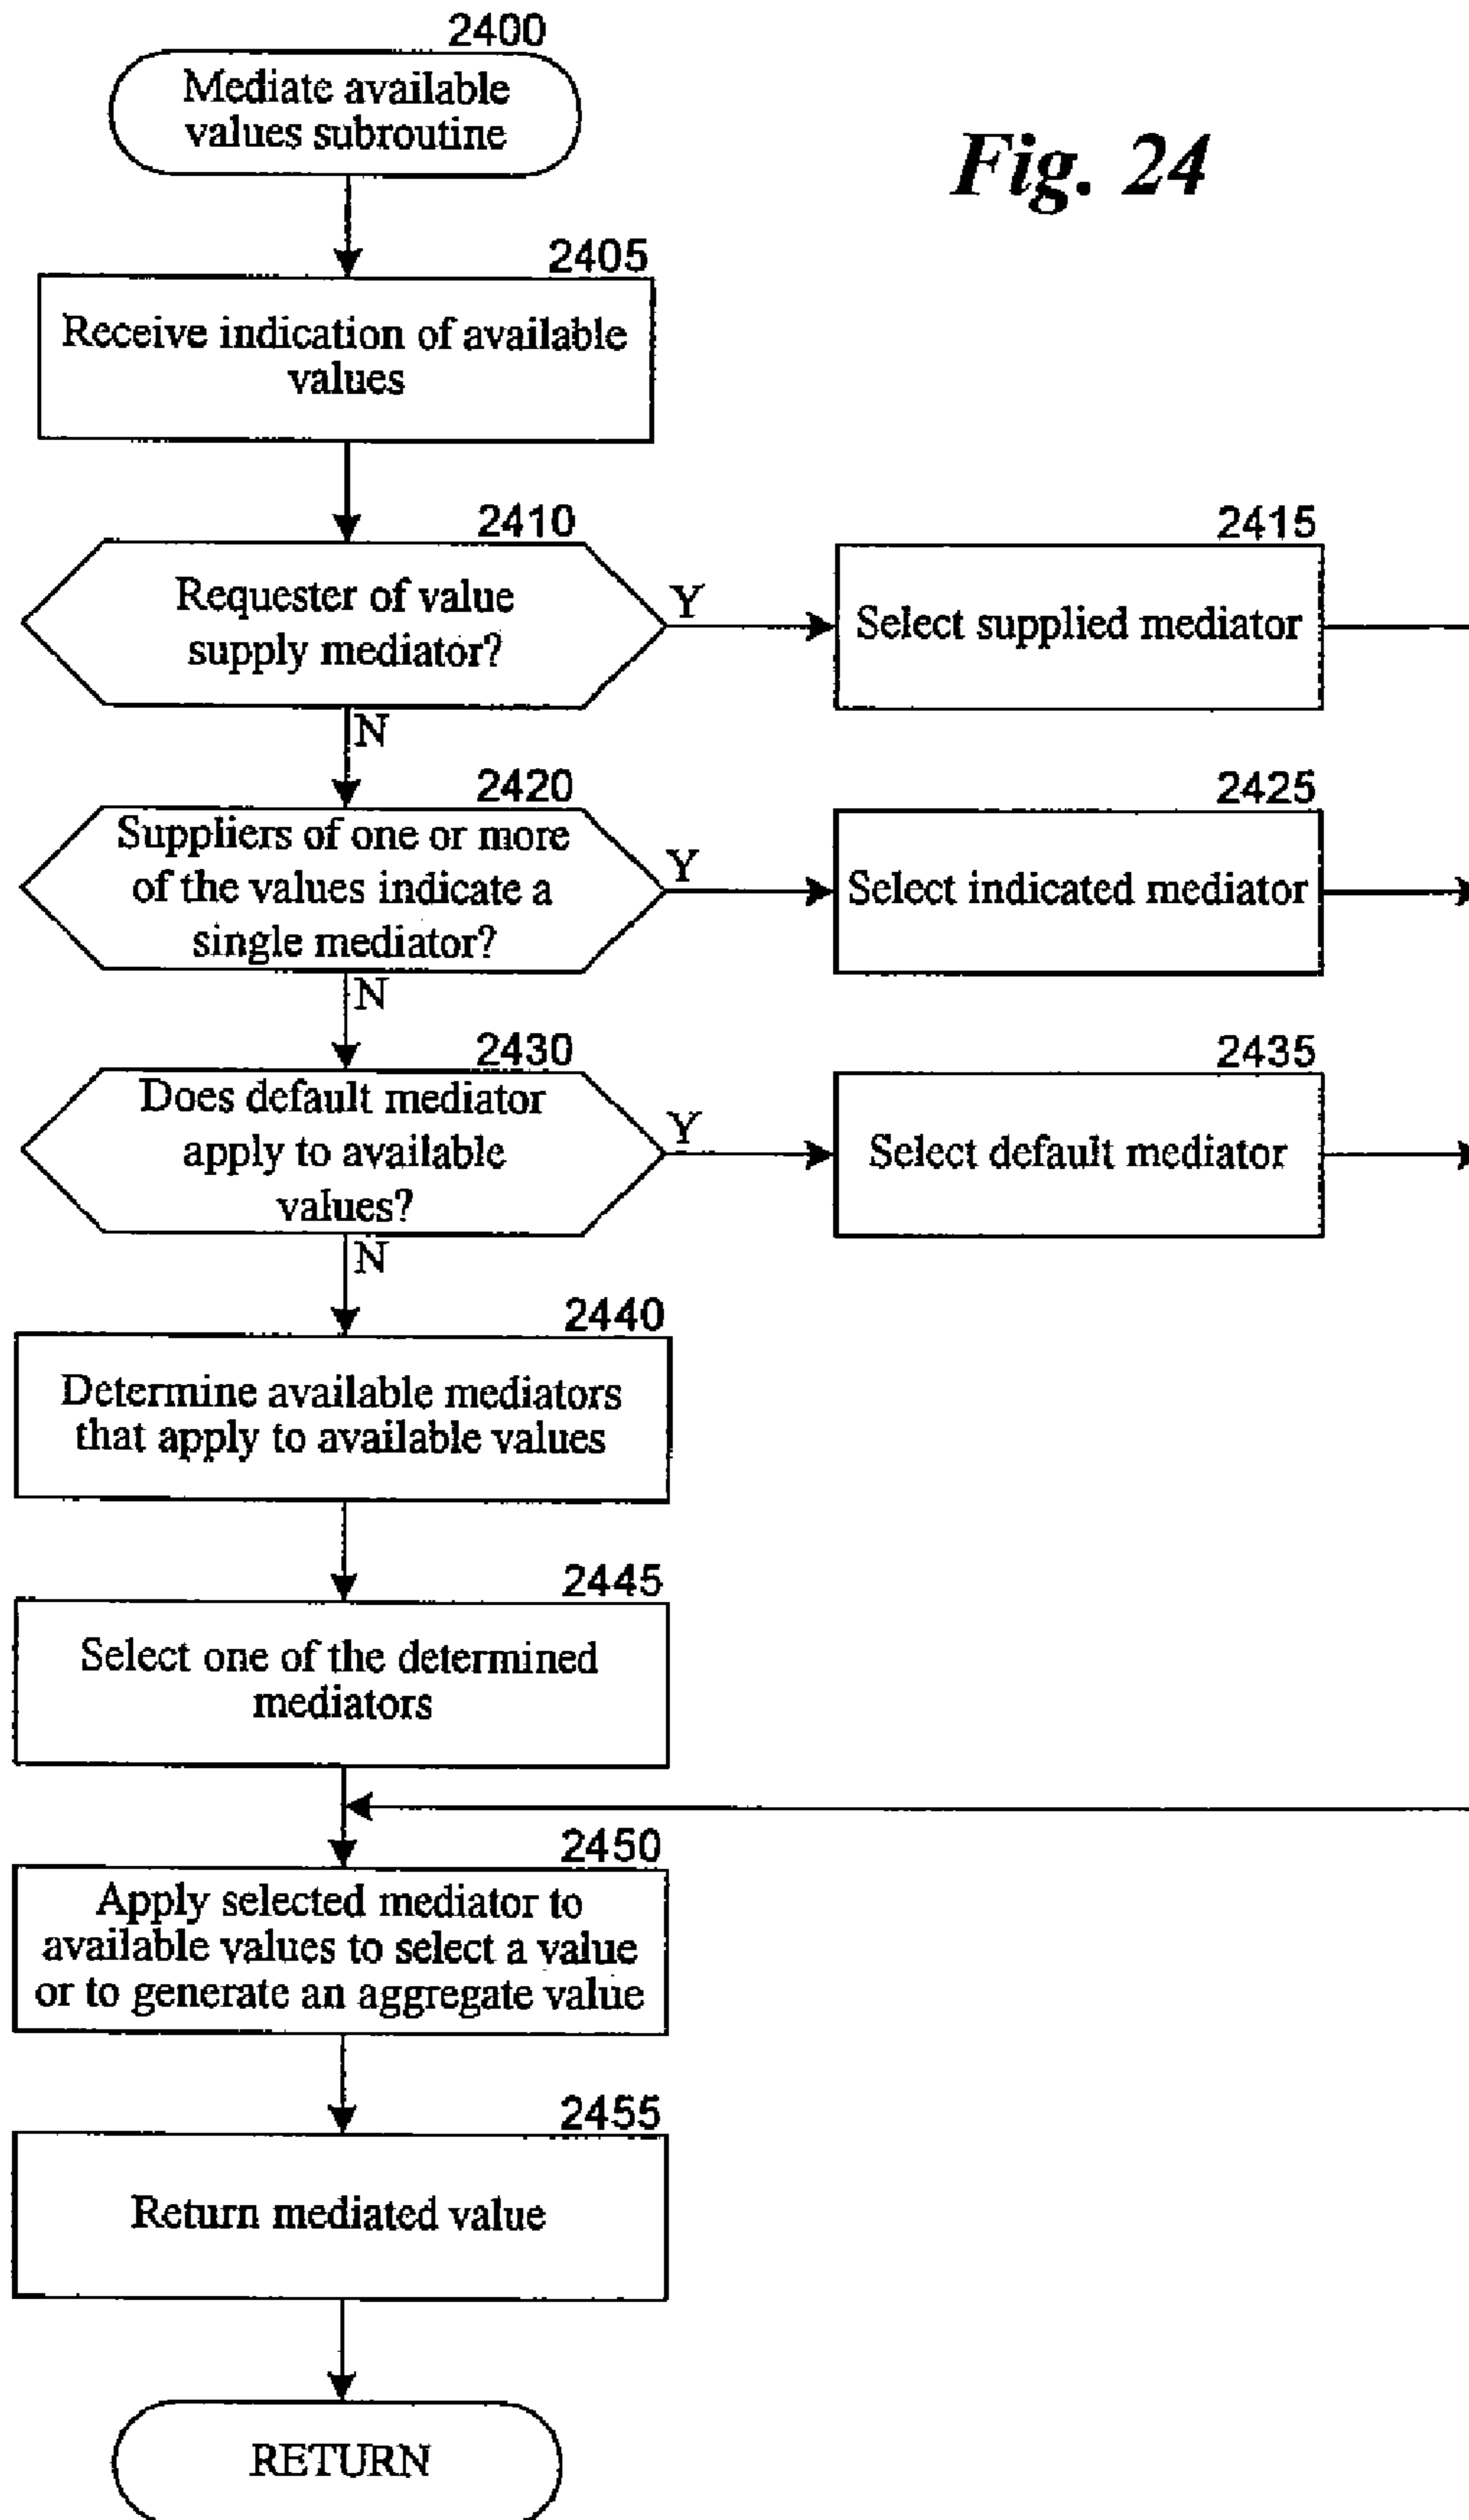 2400
Mediate available
values subroutine
Fig. 24
2405
Receive indication of available
values
2410
Requester of value
supply mediator?
Y
2415
Select supplied mediator
N
2420
Suppliers of one or more
of the values indicate a
single mediator?
Y
2425
Select indicated mediator
N
2430
Does default mediator
apply to available
values?
Y
2435
Select default mediator
N
2440
Determine available mediators
that apply to available values
2445
Select one of the determined
mediators
2450
Apply selected mediator to
available values to select a value
or to generate an aggregate value
2455
Return mediated value
RETURN